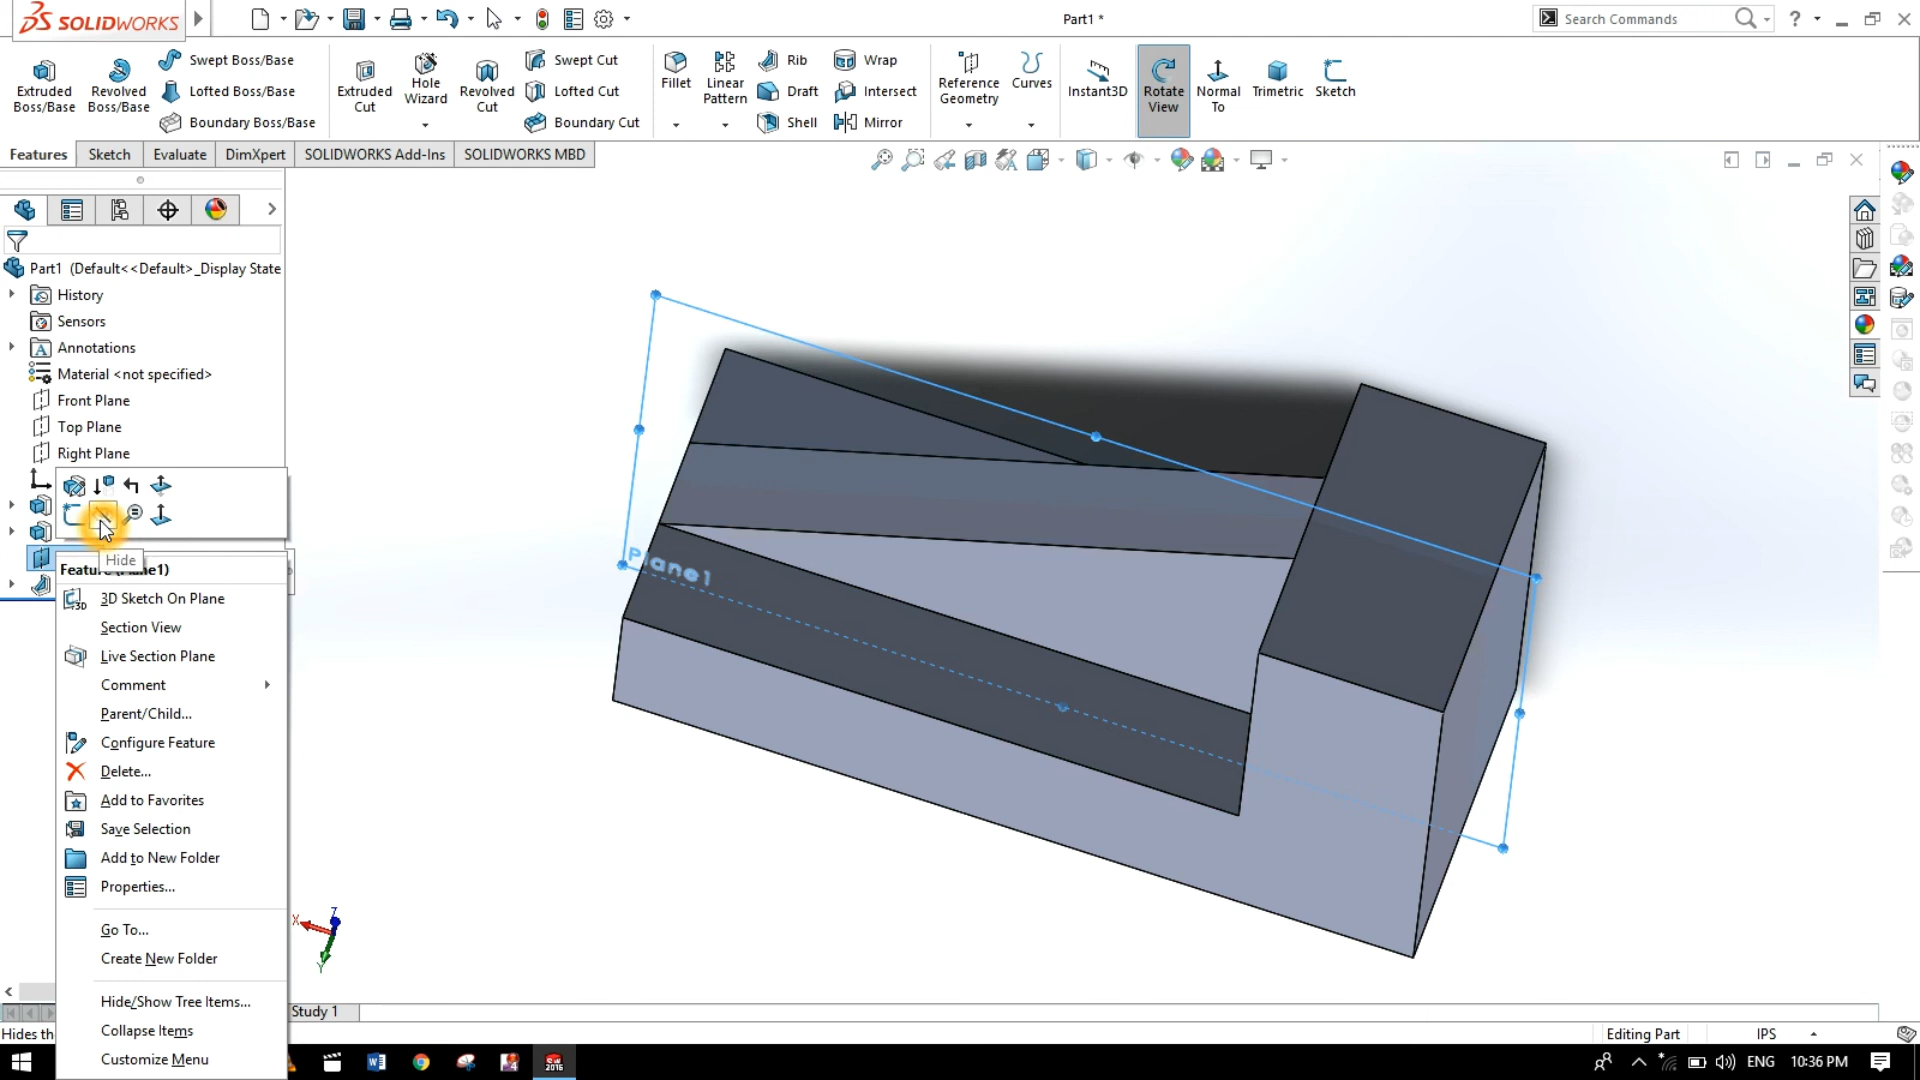 SOLIDWORKS
Part1 *
Search Commands
Extruded Boss/Base
Revolved Boss/Base
Swept Boss/Base
Lofted Boss/Base
Boundary Boss/Base
Extruded Cut
Hole Wizard
Revolved Cut
Swept Cut
Lofted Cut
Boundary Cut
Fillet
Linear Pattern
Rib
Draft
Shell
Wrap
Intersect
Mirror
Reference Geometry
Curves
Instant3D
Rotate View
Normal To
Trimetric
Sketch
Features
Sketch
Evaluate
DimXpert
SOLIDWORKS Add-Ins
SOLIDWORKS MBD
Part1 (Default<<Default>_Display State
History
Sensors
Annotations
Material <not specified>
Front Plane
Top Plane
Right Plane
Hide
Feature (Plane1)
3D Sketch On Plane
Section View
Live Section Plane
Comment
Parent/Child...
Configure Feature
Delete...
Add to Favorites
Save Selection
Add to New Folder
Properties...
Go To...
Create New Folder
Hide/Show Tree Items...
Collapse Items
Customize Menu
Plane1
X
Y
Z
Study 1
Hides th
Editing Part
IPS
ENG
10:36 PM